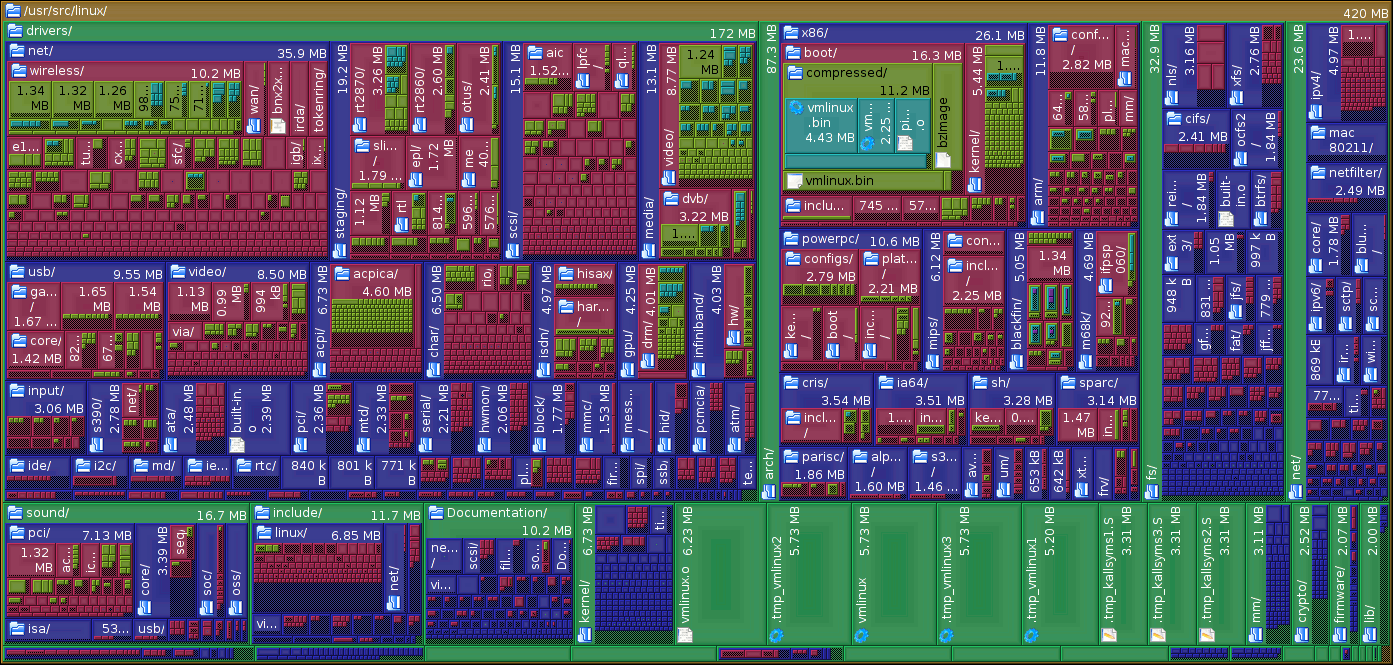 /usr/src/linux/
420 MB
drivers/
172 MB
net/
35.9 MB
wireless/
10.2 MB
1.34
MB
1.32
MB
1.26
MB
98...
75...
71...
wan/
bnx2x...
irda/
tokenring/
e1...
tu...
cx...
sfc/
igb/
ix...
staging/
19.2 MB
rt2870/
3.26 MB
rt2860/
2.60 MB
otus/
2.41 MB
sli...
/
1.79 ...
epl/
1.72
MB
me
40...
1.12
MB
rtl
814...
596...
576...
scsi/
15.1 MB
aic
1.52...
lpfc
/
ql...
media/
13.1 MB
video/
8.77 MB
1.24
MB
dvb/
3.22 MB
1....
usb/
9.55 MB
ga...
/
1.67 ...
1.65
MB
1.54
MB
core/
1.42 MB
82...
67...
video/
8.50 MB
1.13
MB
0.99
MB
994
kB
via/
acpi/
6.73 MB
acpica/
4.60 MB
char/
6.50 MB
rio...
isdn/
4.97 MB
hisax/
har...
/
gpu/
4.25 MB
drm/
4.01 MB
infiniband/
4.03 MB
hw/
input/
3.06 MB
s390/
2.78 MB
net/
ata/
2.48 MB
built-in.
o
2.39 MB
pci/
2.36 MB
mtd/
2.33 MB
serial/
2.21 MB
hwmon/
2.06 MB
block/
1.77 MB
mmc/
1.53 MB
mess...
/
hid/
pcmcia/
atm/
ide/
i2c/
md/
ie...
rtc/
840 k
B
801 k
B
771 k
B
pl...
fir...
spi/
ssb/
te...
arch/
87.3 MB
x86/
26.1 MB
boot/
16.3 MB
compressed/
11.2 MB
vmlinux
.bin
4.43 MB
vm...
2.25 ...
pi...
.o
bzImage
vmlinux.bin
kernel/
5.44 MB
1....
inclu...
745 ...
57...
arm/
11.8 MB
conf...
/
2.82 MB
mac...
64...
58...
pl...
mm/
powerpc/
10.6 MB
configs/
2.79 MB
plat...
/
2.21 MB
ke...
/
boot
/
inc...
/
mips/
6.12 MB
con...
incl...
/
2.25 MB
blackfin/
5.05 MB
1.34
MB
m68k/
4.69 MB
ifpsp
060/
92...
cris/
3.54 MB
incl...
/
ia64/
3.51 MB
1....
in...
sh/
3.28 MB
ke...
0....
sparc/
3.14 MB
1.47
MB
in...
parisc/
1.86 MB
alp...
/
1.60 MB
s3...
/
1.46 ...
av...
/
um/
653 kB
642 kB
xt...
frv/
fs/
32.9 MB
nls/
3.16 MB
xfs/
2.76 MB
cifs/
2.41 MB
ocfs2
/
1.84 MB
rei...
/
1.84 MB
built-
in.o
btrfs/
ext
3/
1.05
MB
997 k
B
948 k
B
831 ...
jfs/
779 ...
gf...
fat/
jff...
net/
23.6 MB
ipv4/
4.97 MB
1....
mac
80211/
netfilter/
2.49 MB
core/
1.78 MB
blu...
/
ipv6/
sctp/
sc...
869 kB
ir...
wi...
77...
ti...
sound/
16.7 MB
pci/
7.13 MB
1.32
MB
ac...
ic...
core/
3.39 MB
seq/
soc/
oss/
isa/
53...
usb/
include/
11.7 MB
linux/
6.85 MB
net/
vi...
Documentation/
10.2 MB
ne...
/
scsi/
fil...
so...
Do...
vi...
kernel/
6.73 MB
ti...
vmlinux.o
6.23 MB
.tmp_vmlinux2
5.73 MB
vmlinux
5.73 MB
.tmp_vmlinux3
5.73 MB
.tmp_vmlinux1
5.20 MB
.tmp_kallsyms1.S
3.31 MB
.tmp_kallsyms3.S
3.31 MB
.tmp_kallsyms2.S
3.31 MB
mm/
3.11 MB
crypto/
2.52 MB
firmware/
2.07 MB
lib/
2.00 MB